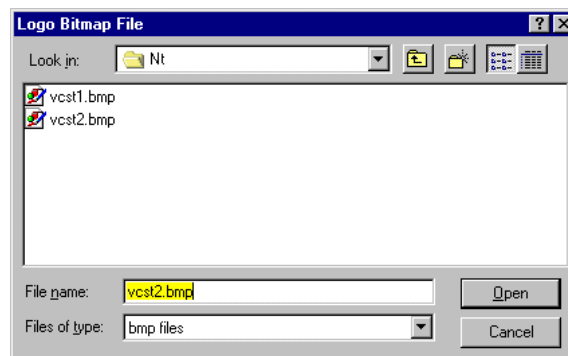 Logo Bitmap File
Look in: Nt
vcst1.bmp
vcst2.bmp
File name: vcst2.bmp Open
Files of type: bmp files Cancel